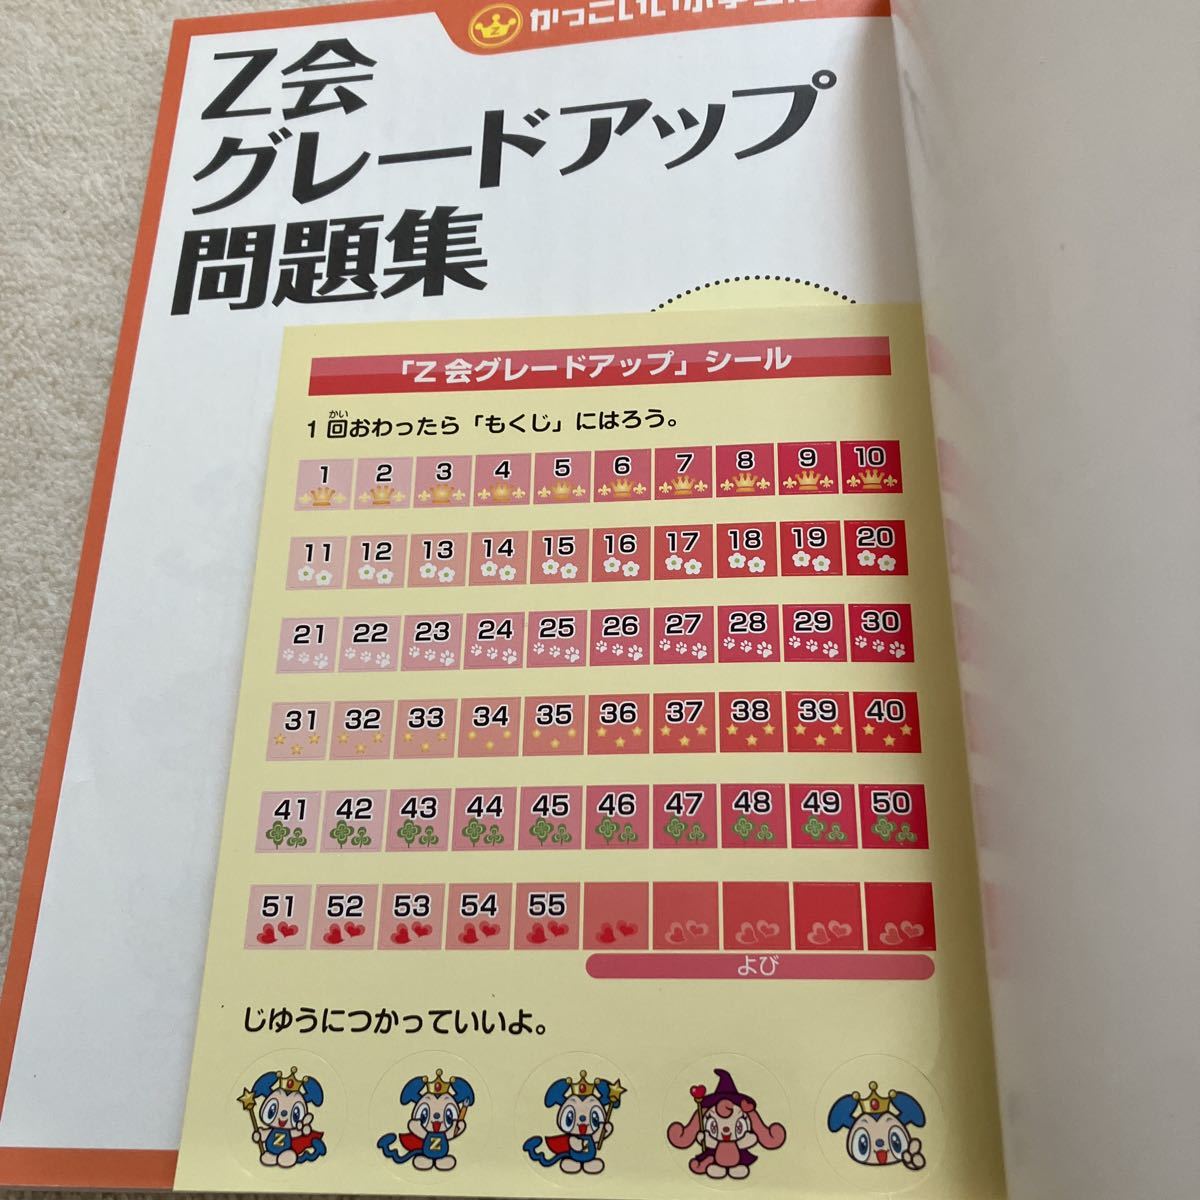 Z
かっこいい小学生に
Z会
グレードアップ
問題集
「Z会グレードアップ」シール
かい
1回おわったら「もくじ」にはろう。
1 2 3 4 5 6 7 8 9 10
11 12 13 14 15 16 17 18 19 20
21 22 23 24 25 26 27 28 29 30
31 32 33 34 35 36 37 38 39 40
41 42 43 44 45 46 47 48 49 50
51 52 53 54 55
よび
じゆうにつかっていいよ。
Z Z Z